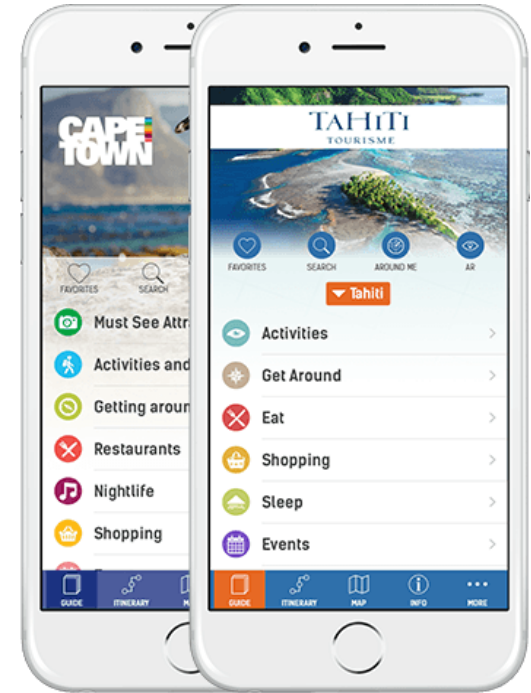 CAPE
TOWN
FAVORITES
SEARCH
Must See Attr
Activities and
Getting aroun
Restaurants
Nightlife
Shopping
GUIDE
ITINERARY
TAHITI
TOURISME
FAVORITES
SEARCH
AROUND ME
AR
Tahiti
Activities
Get Around
Eat
Shopping
Sleep
Events
GUIDE
ITINERARY
MAP
INFO
MORE